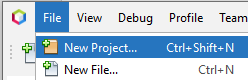 File View Debug Team Profile
New Project... Ctrl+Shift+N
New File... Ctrl+N